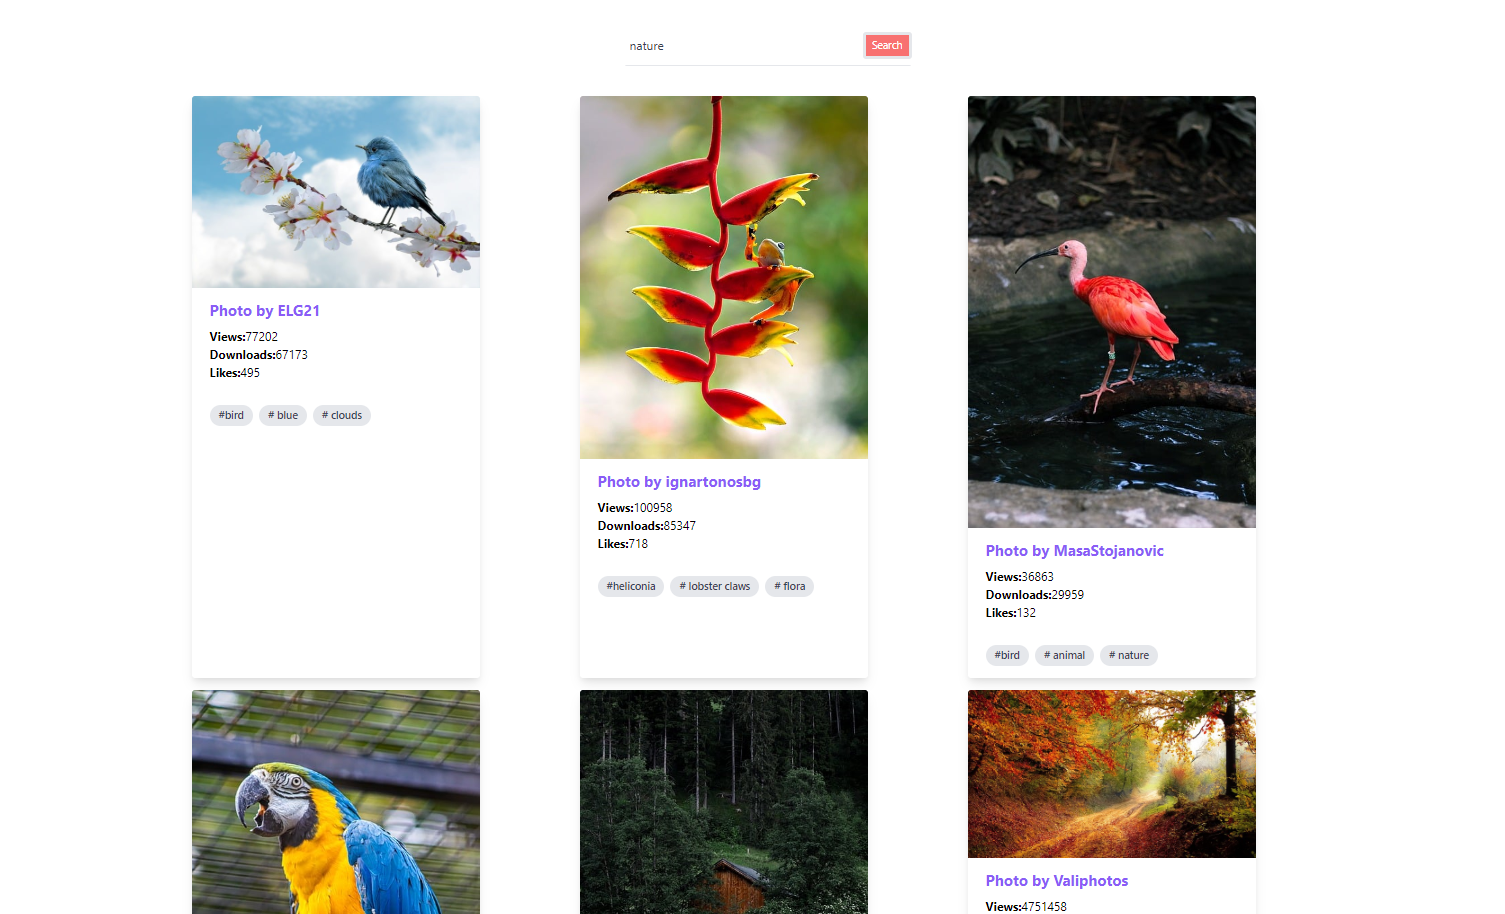 nature
Search
Photo by ELG21
Views:77202
Downloads:67173
Likes:495
#bird # blue # clouds
Photo by ignartonosbg
Views:100958
Downloads:85347
Likes:718
#heliconia # lobster claws # flora
Photo by MasaStojanovic
Views:36863
Downloads:29959
Likes:132
#bird # animal # nature
Photo by Valiphotos
Views:4751458